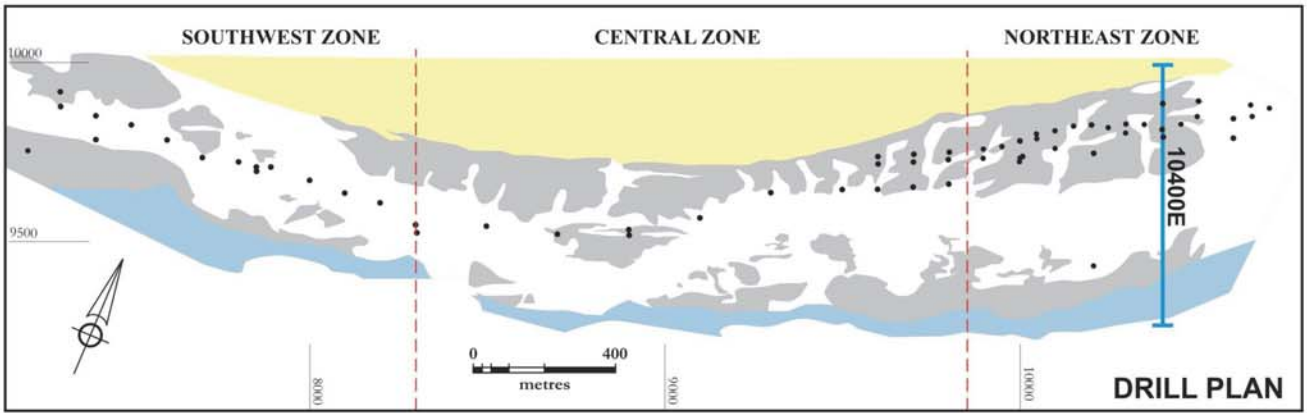 SOUTHWEST ZONE
CENTRAL ZONE
NORTHEAST ZONE
10000
10400E
9500
0 400
metres
8000
9000
10000
DRILL PLAN